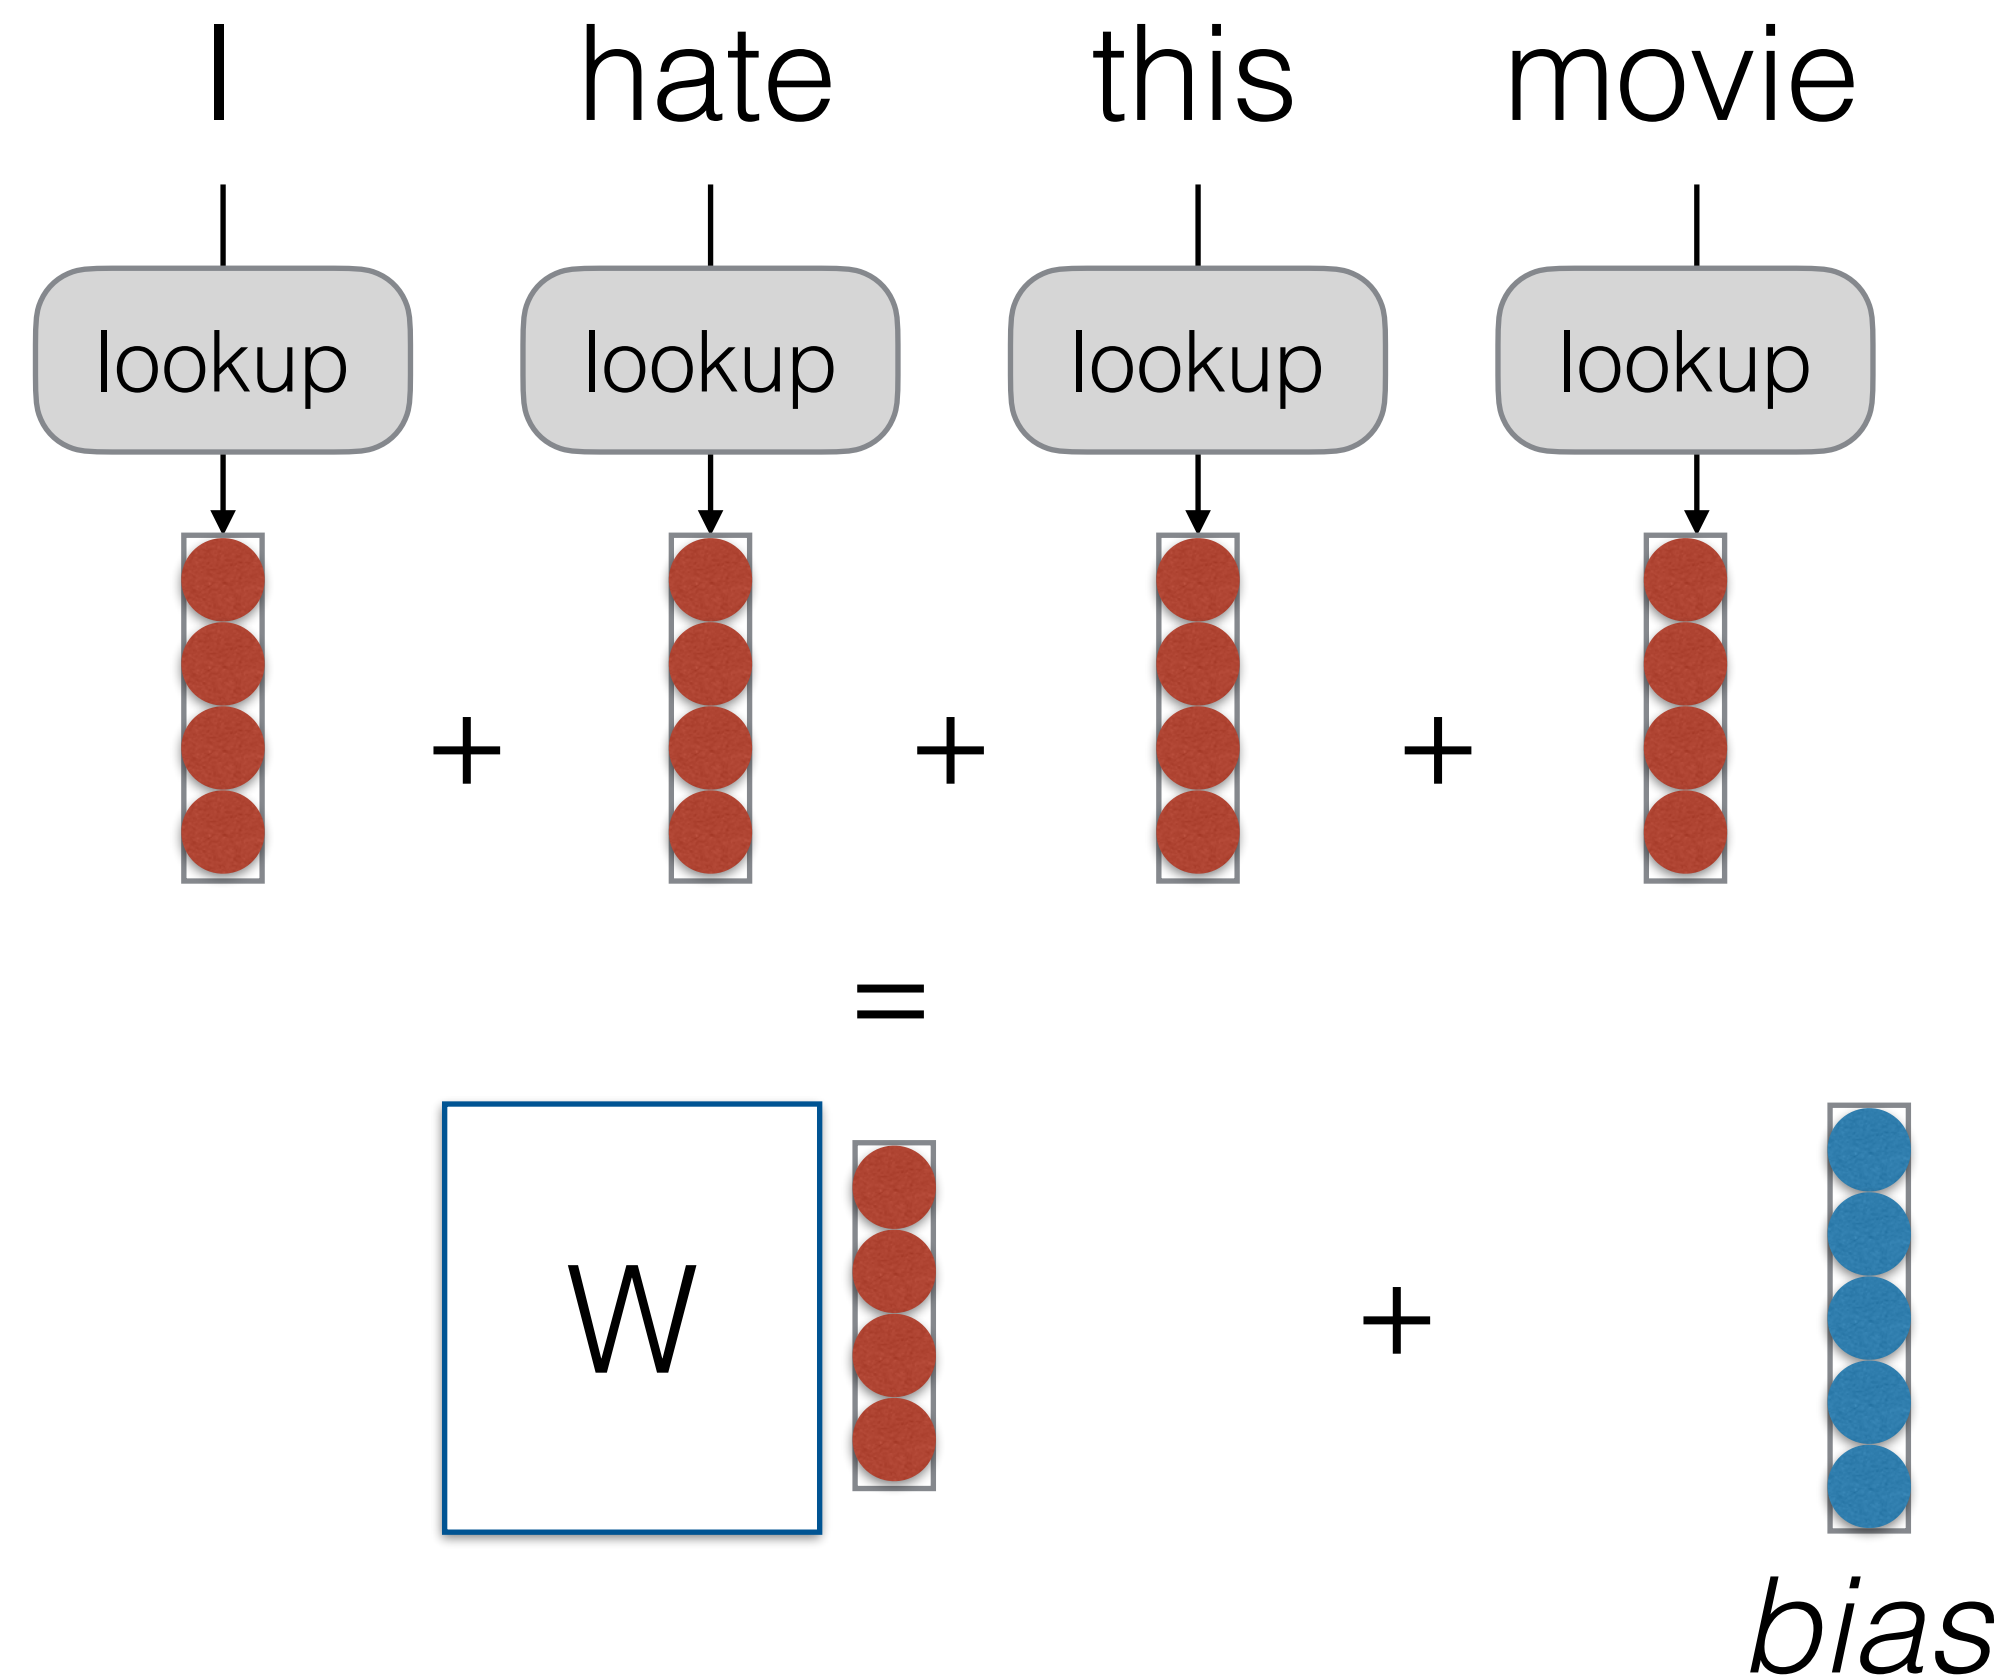 I hate this movie
lookup lookup lookup lookup
+ + +
=
W +
bias